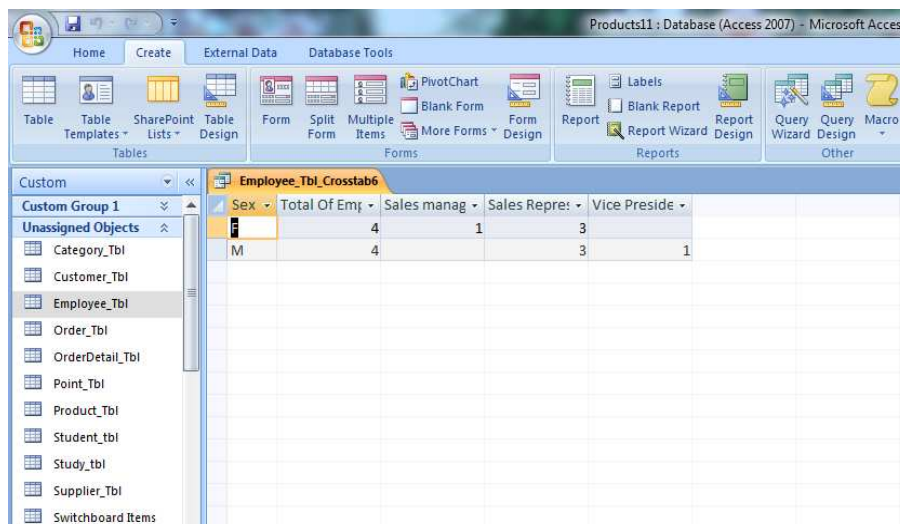 Products11 : Database (Access 2007) - Microsoft Acces
Home Create External Data Database Tools
Table
Table Templates
SharePoint Lists
Table Design
Tables
Form
Split Form
Multiple Items
PivotChart
Blank Form
More Forms
Form Design
Forms
Report
Labels
Blank Report
Report Wizard
Report Design
Reports
Query Wizard
Query Design
Macro
Other
Custom
Custom Group 1
Unassigned Objects
Category_Tbl
Customer_Tbl
Employee_Tbl
Order_Tbl
OrderDetail_Tbl
Point_Tbl
Product_Tbl
Student_tbl
Study_tbl
Supplier_Tbl
Switchboard Items
Employee_Tbl_Crosstab6
Sex Total Of Emp Sales manag Sales Repres Vice Preside
F 4 1 3
M 4 3 1